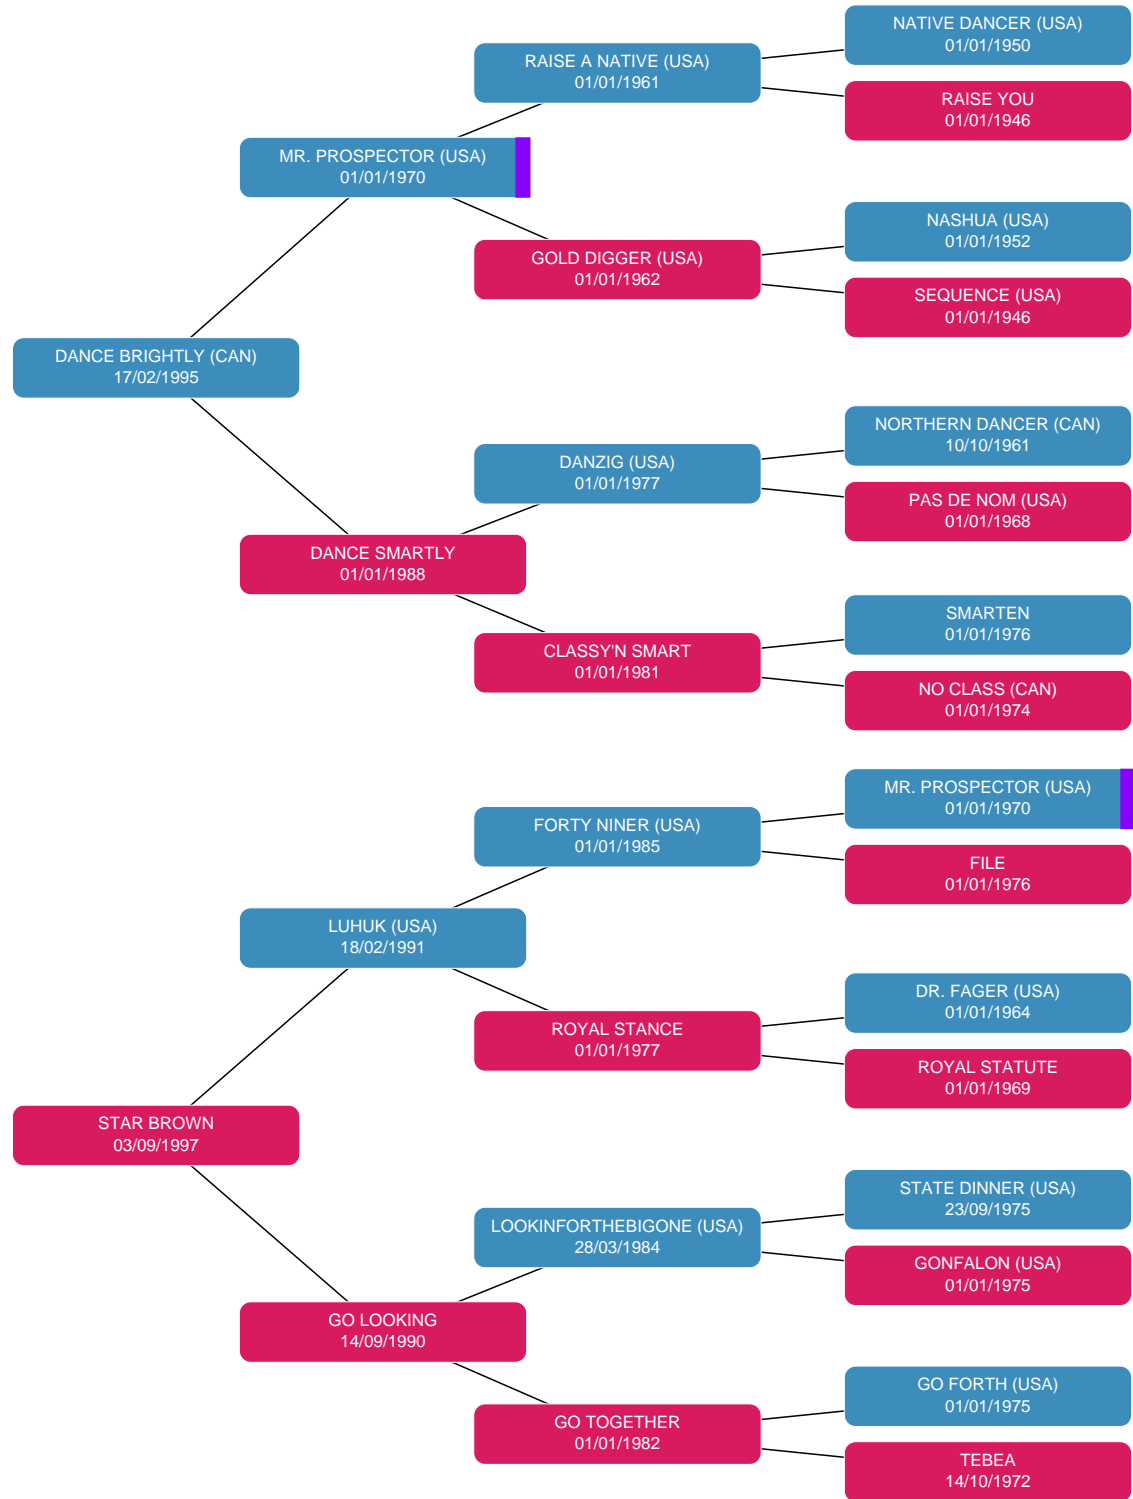 NATIVE DANCER (USA)
01/01/1950
RAISE A NATIVE (USA)
01/01/1961
RAISE YOU
01/01/1946
MR. PROSPECTOR (USA)
01/01/1970
NASHUA (USA)
01/01/1952
GOLD DIGGER (USA)
01/01/1962
SEQUENCE (USA)
01/01/1946
DANCE BRIGHTLY (CAN)
17/02/1995
NORTHERN DANCER (CAN)
10/10/1961
DANZIG (USA)
01/01/1977
PAS DE NOM (USA)
01/01/1968
DANCE SMARTLY
01/01/1988
SMARTEN
01/01/1976
CLASSY'N SMART
01/01/1981
NO CLASS (CAN)
01/01/1974
MR. PROSPECTOR (USA)
01/01/1970
FORTY NINER (USA)
01/01/1985
FILE
01/01/1976
LUHUK (USA)
18/02/1991
DR. FAGER (USA)
01/01/1964
ROYAL STANCE
01/01/1977
ROYAL STATUTE
01/01/1969
STAR BROWN
03/09/1997
STATE DINNER (USA)
23/09/1975
LOOKINFORTHEBIGONE (USA)
28/03/1984
GONFALON (USA)
01/01/1975
GO LOOKING
14/09/1990
GO FORTH (USA)
01/01/1975
GO TOGETHER
01/01/1982
TEBEA
14/10/1972